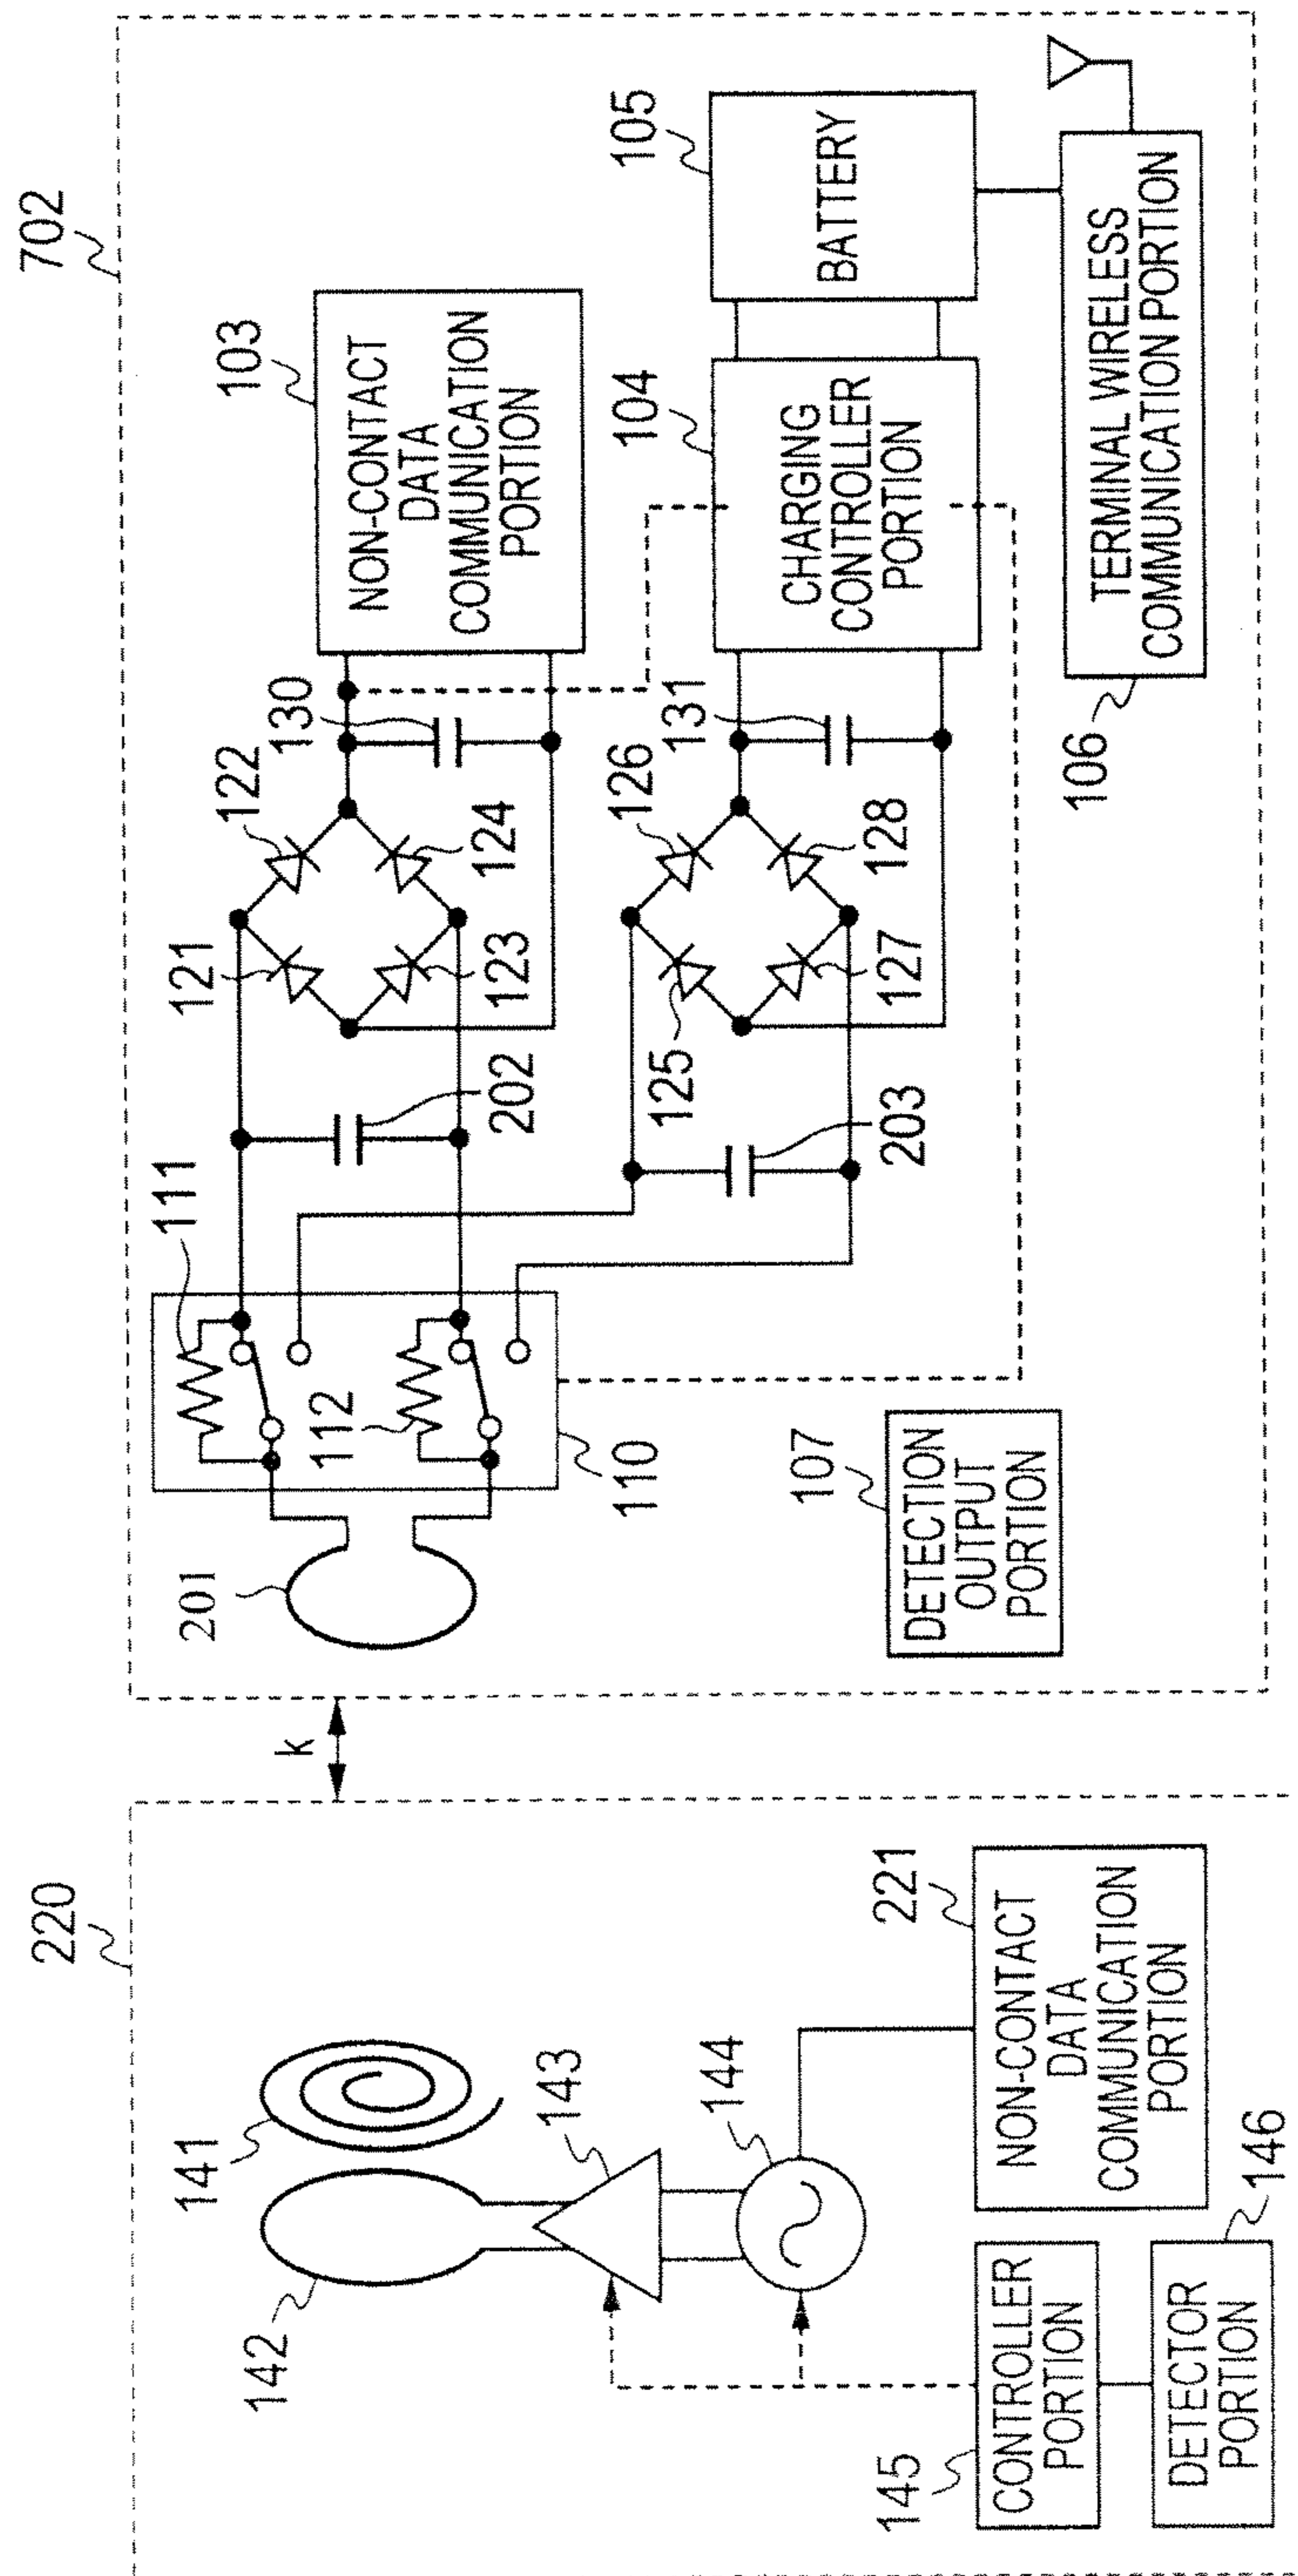 220
141
142
143
144
145
CONTROLLER
PORTION
DETECTOR
PORTION
146
221
NON-CONTACT
DATA
COMMUNICATION
PORTION
k
702
201
111
112
110
202
203
121
122
123
124
130
125
126
127
128
131
103
NON-CONTACT
DATA
COMMUNICATION
PORTION
104
CHARGING
CONTROLLER
PORTION
105
BATTERY
107
DETECTION
OUTPUT
PORTION
106
TERMINAL WIRELESS
COMMUNICATION PORTION